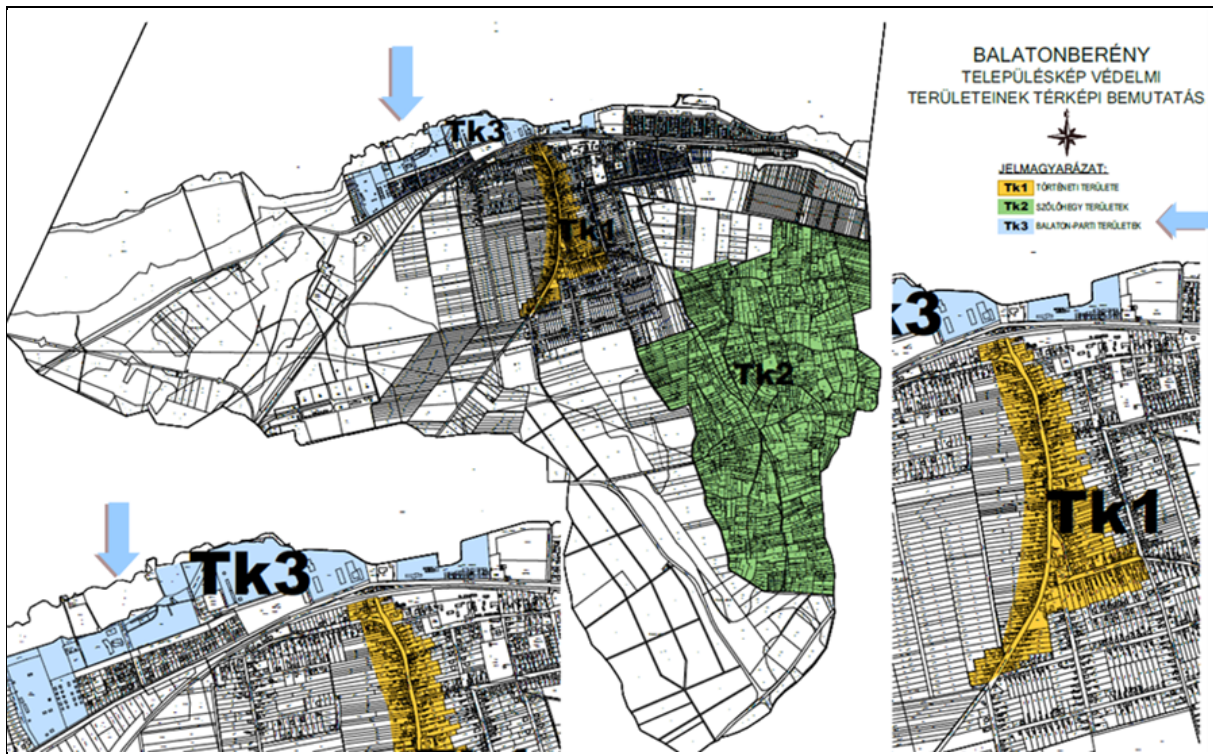 BALATONBERÉNY
TELEPÜLÉSKÉP VÉDELMI
TERÜLETEINEK TÉRKÉPI BEMUTATÁS
JELMAGYARÁZAT:
Tk1 TÖRTÉNETI TERÜLETE
Tk2 SZŐLŐHEGY TERÜLETEK
Tk3 BALATON-PARTI TERÜLETEK
Tk3
Tk1
Tk2
k3
Tk1
Tk3